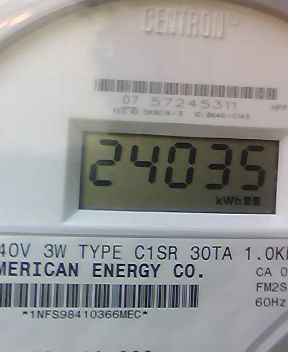 CENTRON®
07 57245311
24035
kWh
40V 3W TYPE C1SR 30TA 1.0K
MERICAN ENERGY CO.
CA 0
FM2S
60Hz
*1NFS98410366MEC*